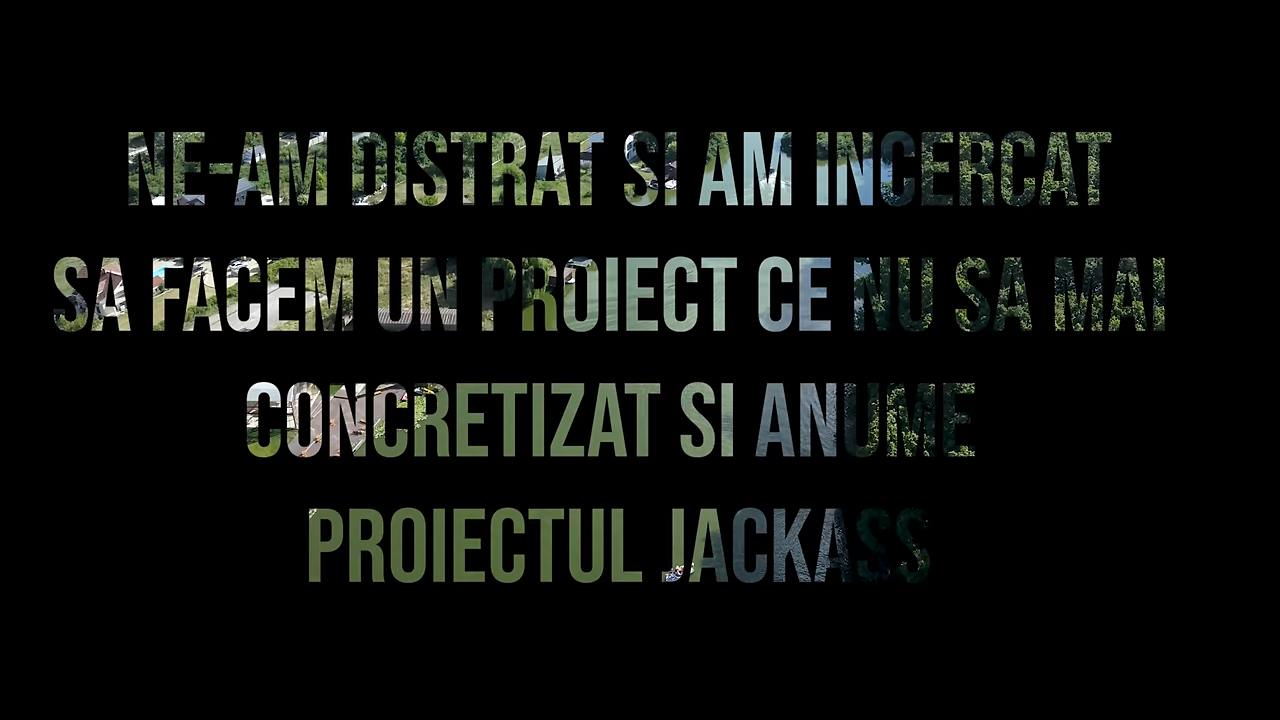 NE-AM DISTRAT SI AM INCERCAT
SA FACEM UN PROIECT CE NU SA MAI
CONCRETIZAT SI ANUME
PROIECTUL JACKASS